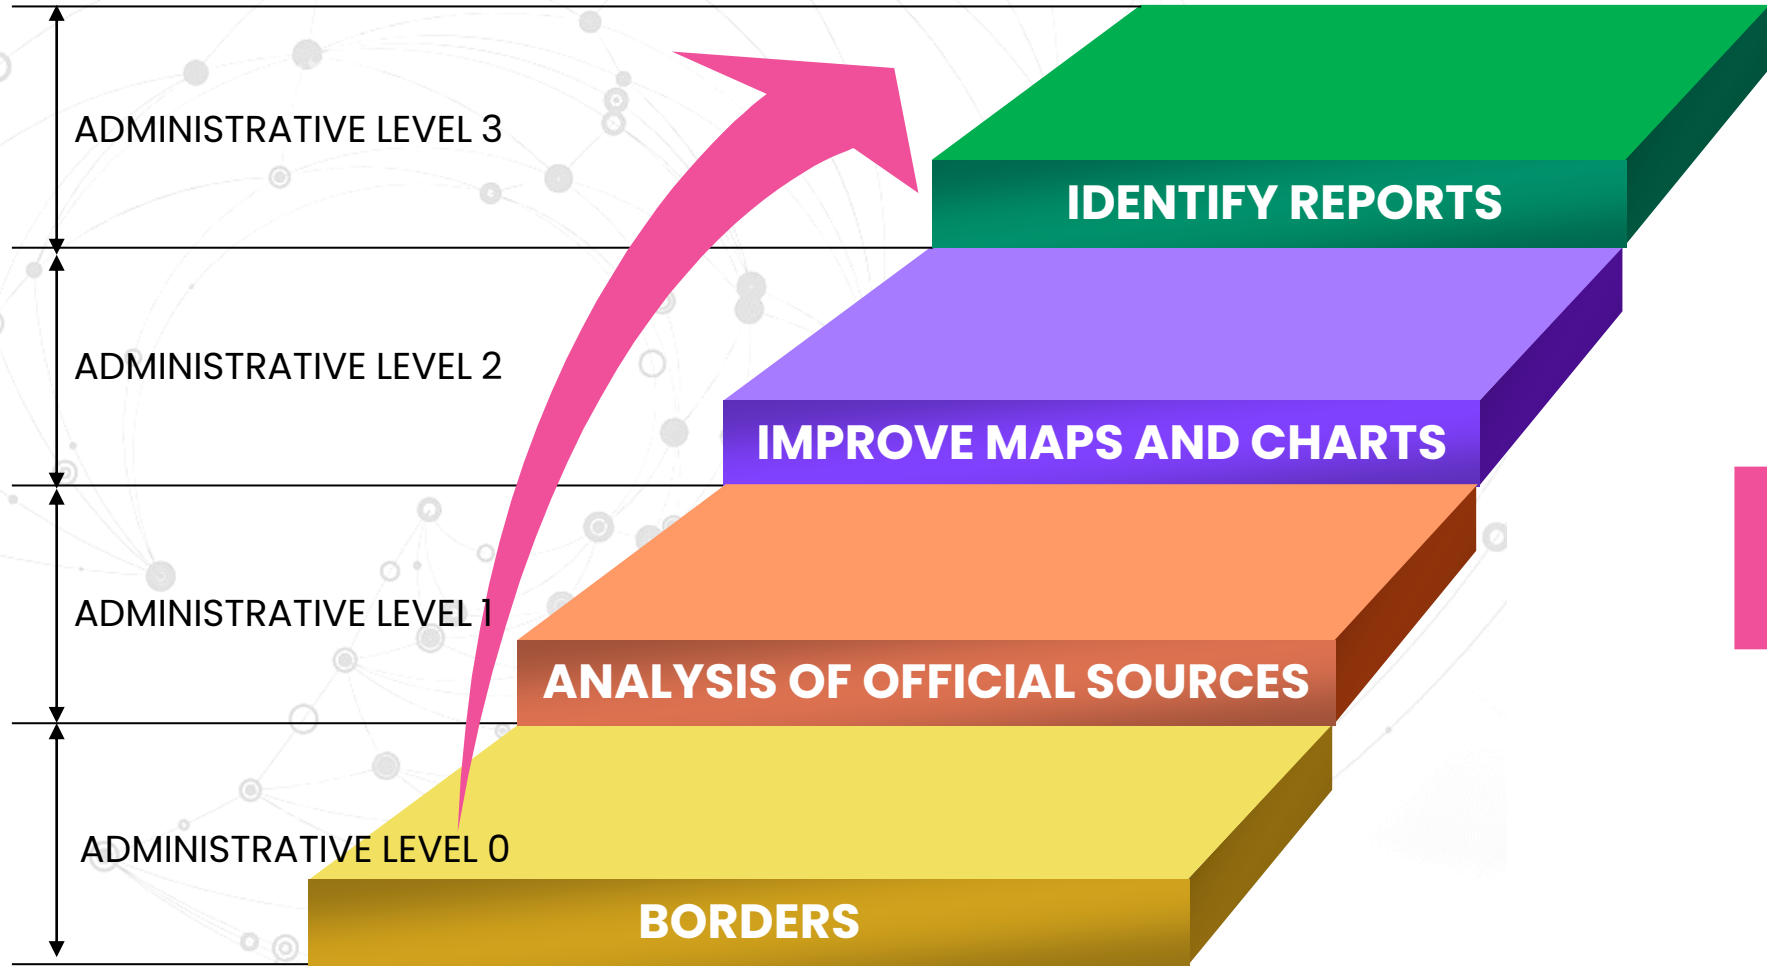 ADMINISTRATIVE LEVEL 3
IDENTIFY REPORTS
ADMINISTRATIVE LEVEL 2
IMPROVE MAPS AND CHARTS
ADMINISTRATIVE LEVEL 1
ANALYSIS OF OFFICIAL SOURCES
ADMINISTRATIVE LEVEL 0
BORDERS